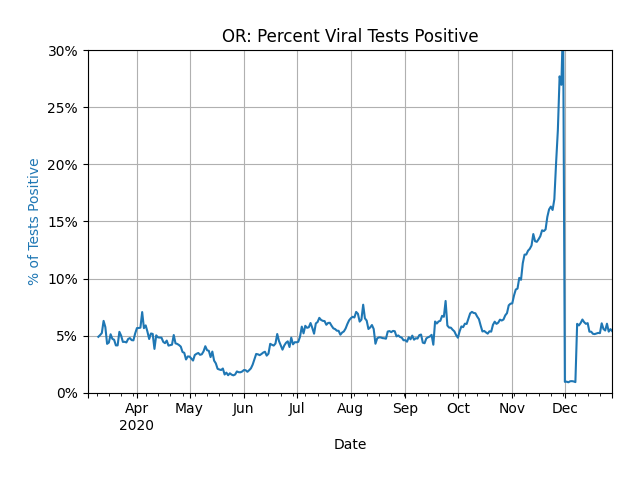 OR: Percent Viral Tests Positive
% of Tests Positive
30%
25%
20%
15%
10%
5%
0%
Apr May Jun Jul Aug Sep Oct Nov Dec
2020
Date